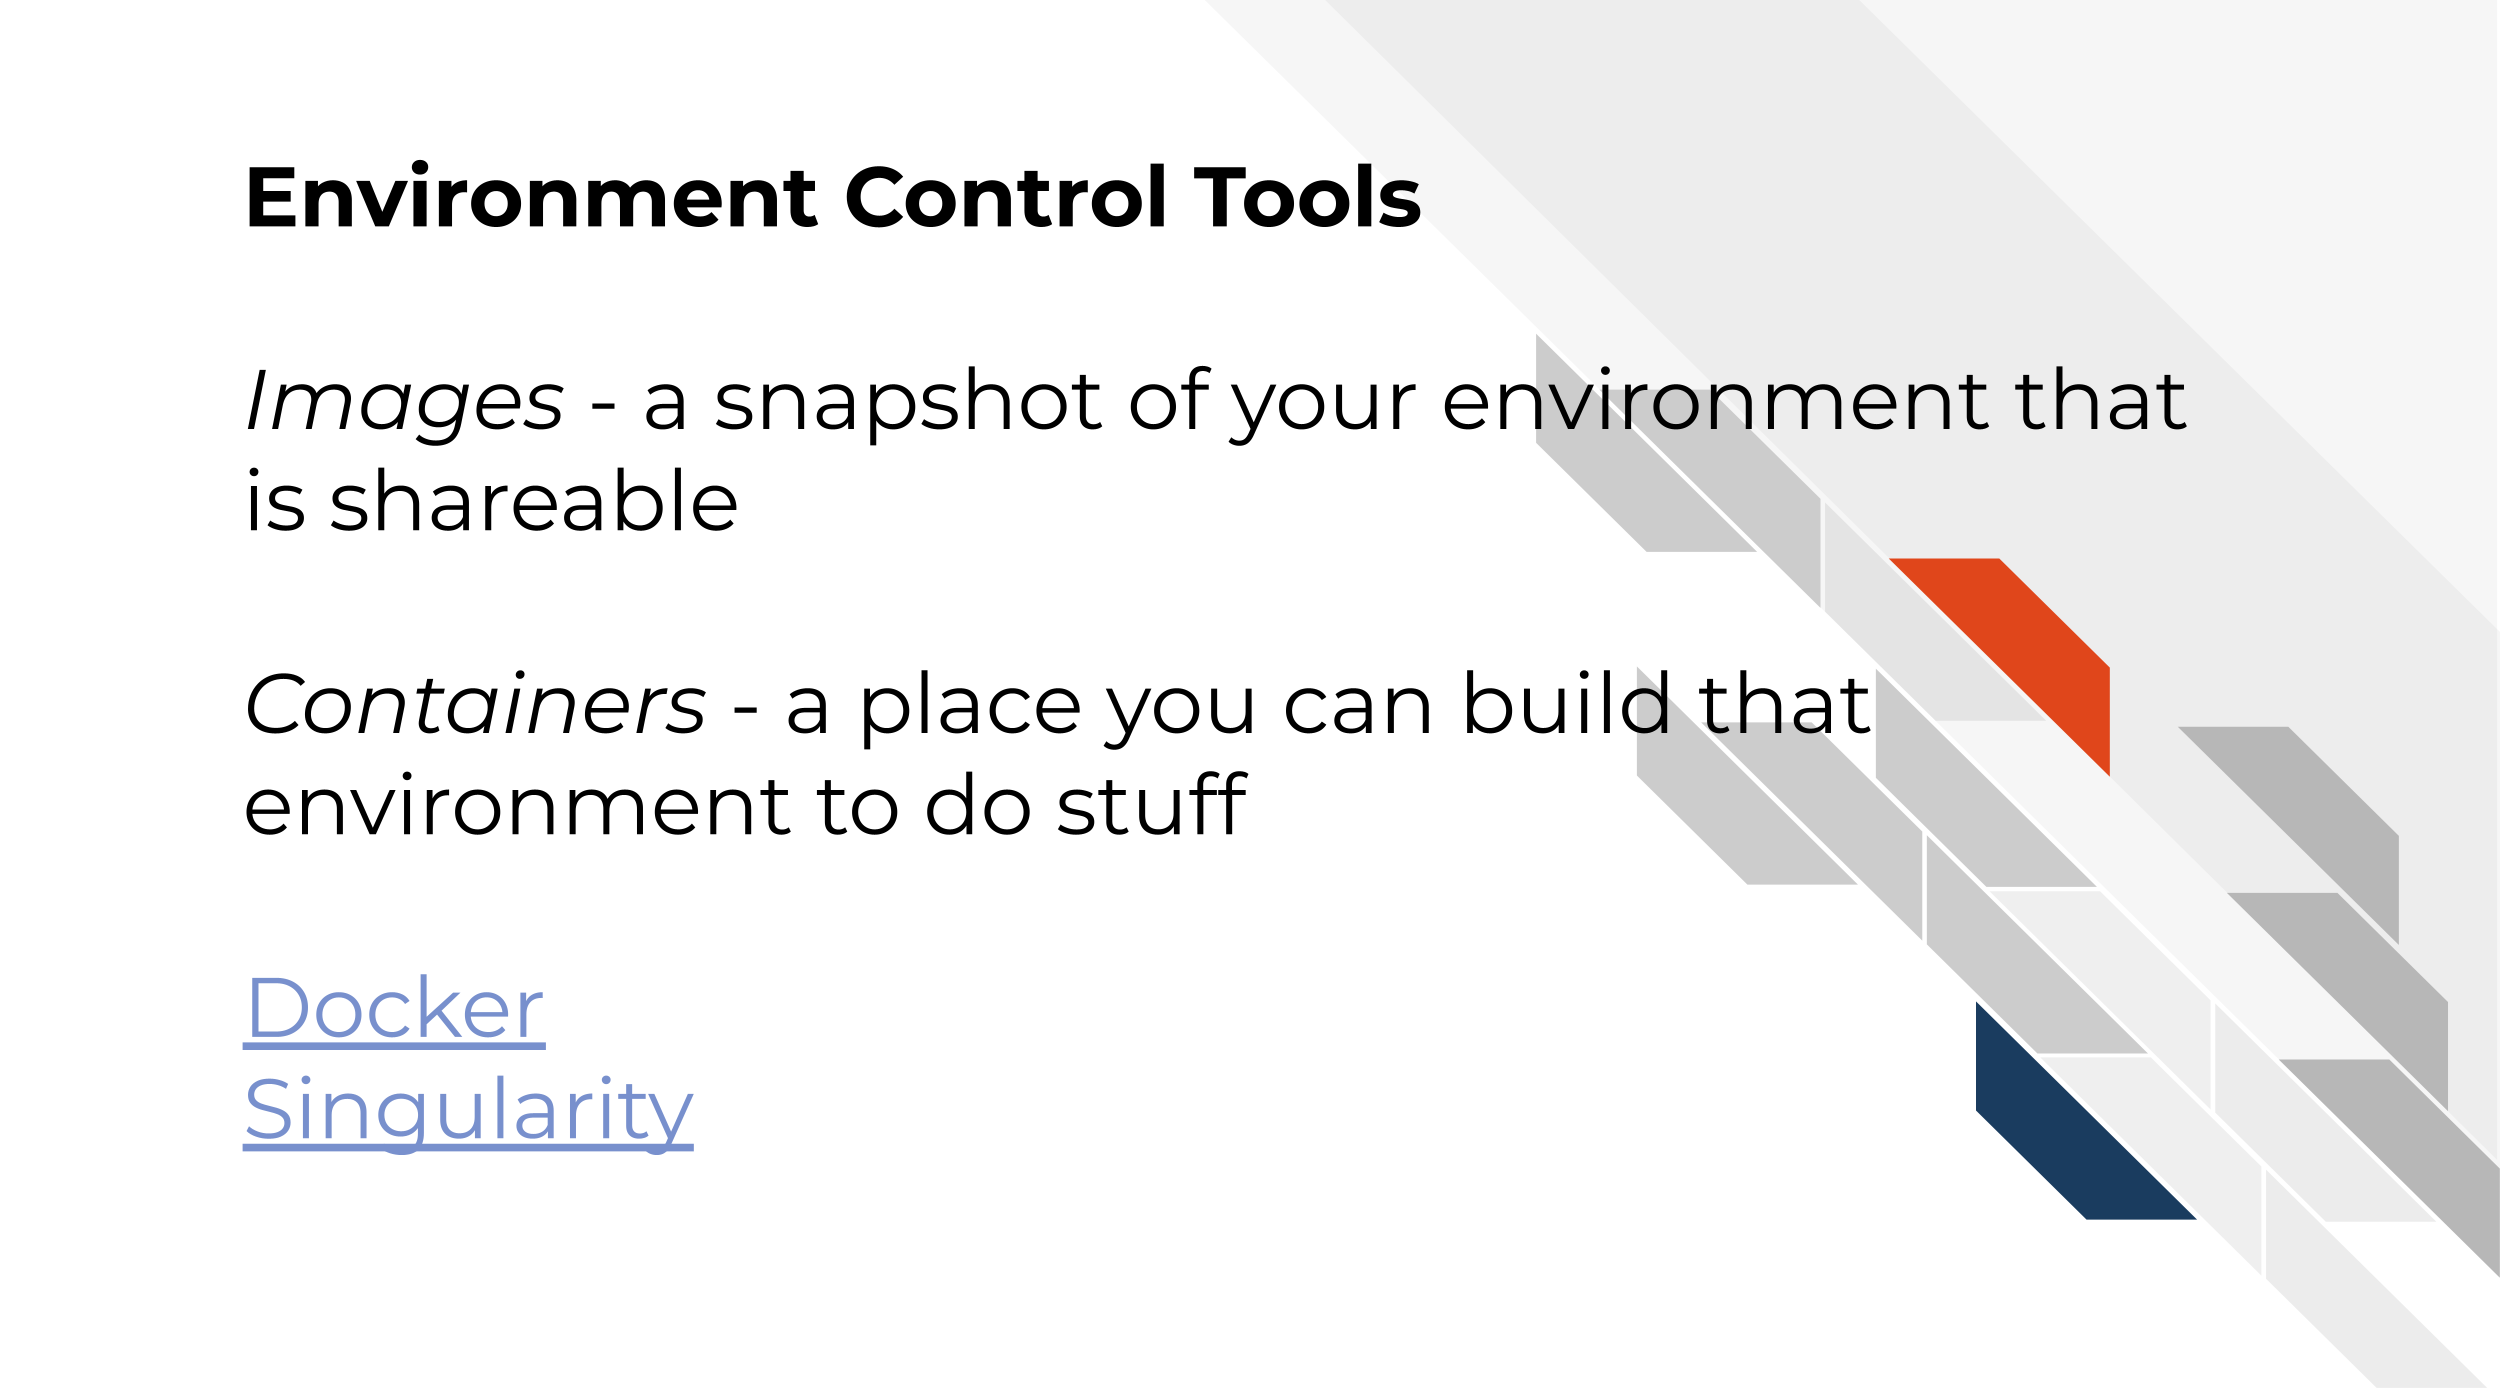 Environment Control Tools
Images - a snapshot of your environment that
is shareable
Containers - a place you can build that
environment to do stuff
Docker
Singularity